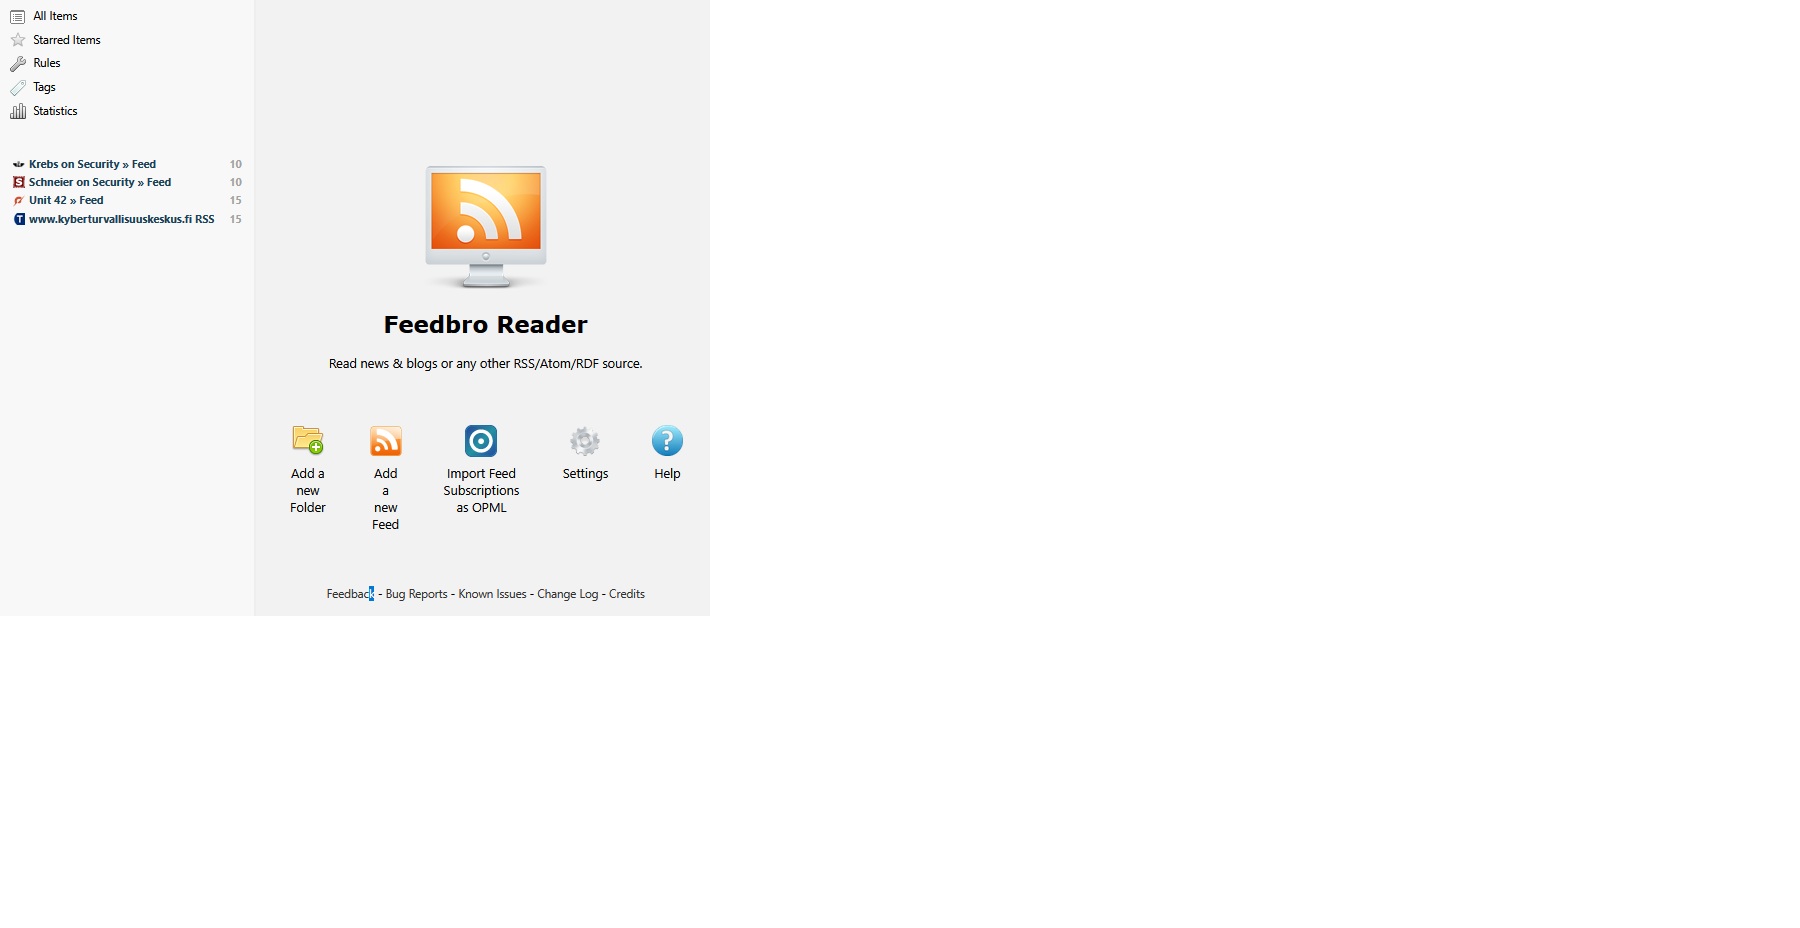 All Items
Starred Items
Rules
Tags
Statistics
Krebs on Security » Feed 10
Schneier on Security » Feed 10
Unit 42 » Feed 15
www.kyberturvallisuuskeskus.fi RSS 15
Feedbro Reader
Read news & blogs or any other RSS/Atom/RDF source.
Add a
new
Folder
Add
a
new
Feed
Import Feed
Subscriptions
as OPML
Settings
Help
Feedback - Bug Reports - Known Issues - Change Log - Credits